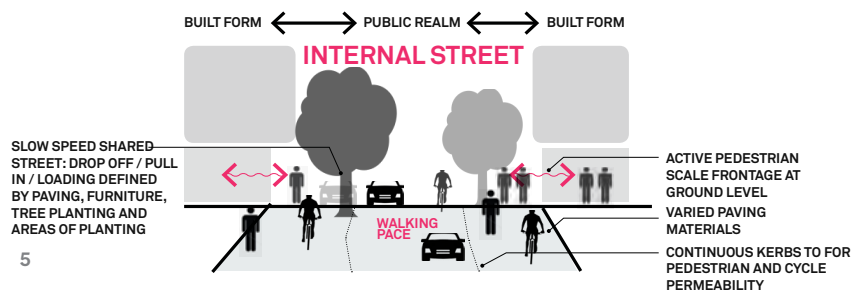 BUILT FORM
PUBLIC REALM
BUILT FORM
INTERNAL STREET
SLOW SPEED SHARED
STREET: DROP OFF / PULL
IN / LOADING DEFINED
BY PAVING, FURNITURE,
TREE PLANTING AND
AREAS OF PLANTING
WALKING
PACE
ACTIVE PEDESTRIAN
SCALE FRONTAGE AT
GROUND LEVEL
VARIED PAVING
MATERIALS
CONTINUOUS KERBS TO FOR
PEDESTRIAN AND CYCLE
PERMEABILITY
5